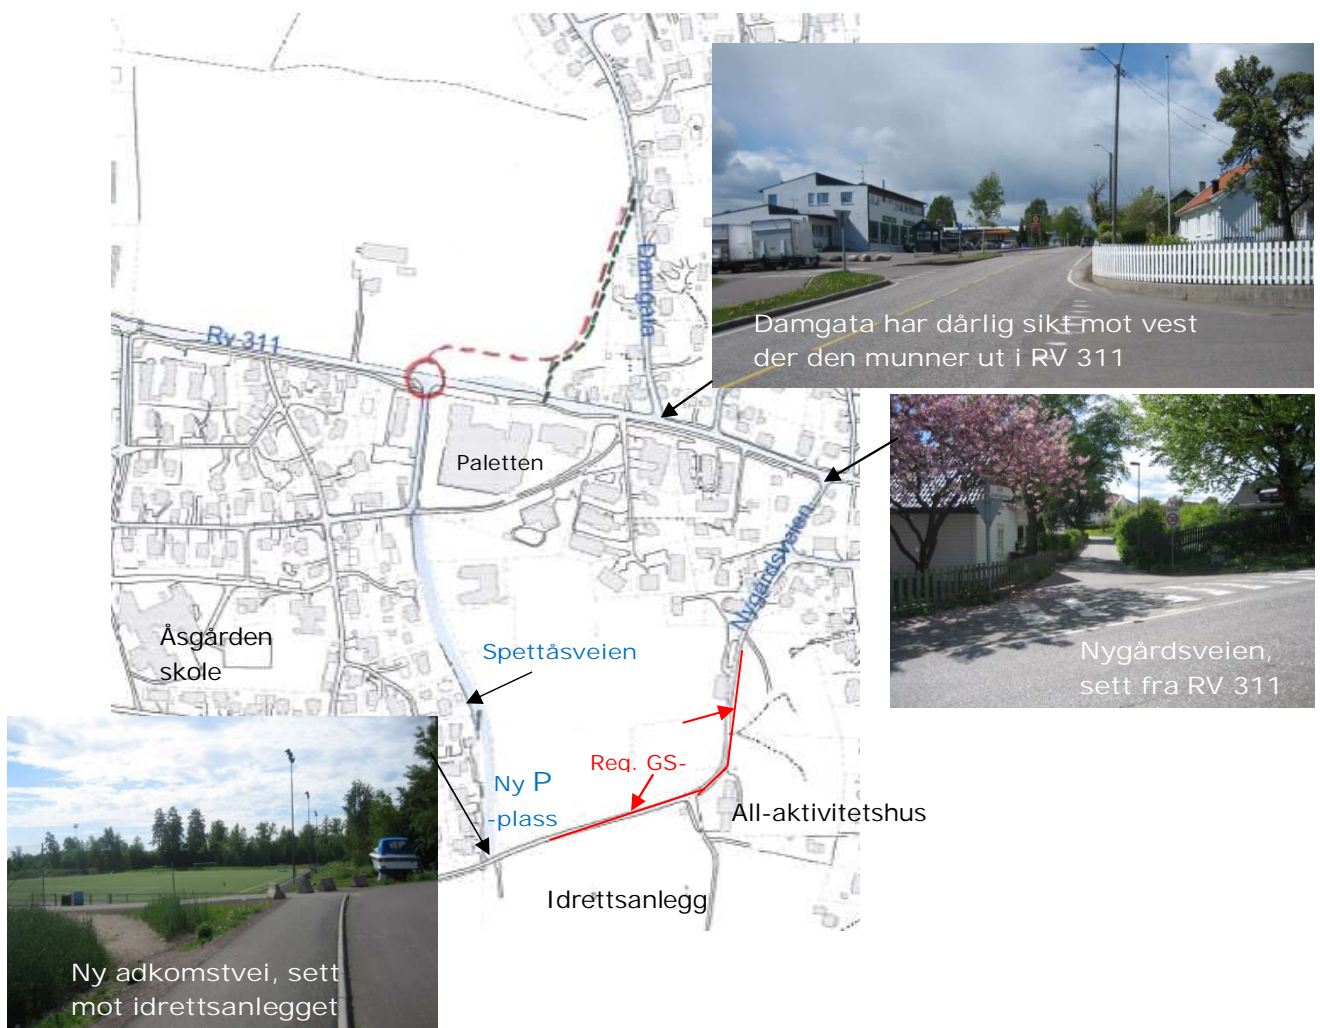 Damgata har dårlig sikt mot vest
der den munner ut i RV 311
Damgata
Rv 311
Paletten
Nygårdsveien
Nygårdsveien,
sett fra RV 311
Åsgården
skole
Spettåsveien
Reg. GS-
Ny P
-plass
All-aktivitetshus
Idrettsanlegg
Ny adkomstvei, sett
mot idrettsanlegget